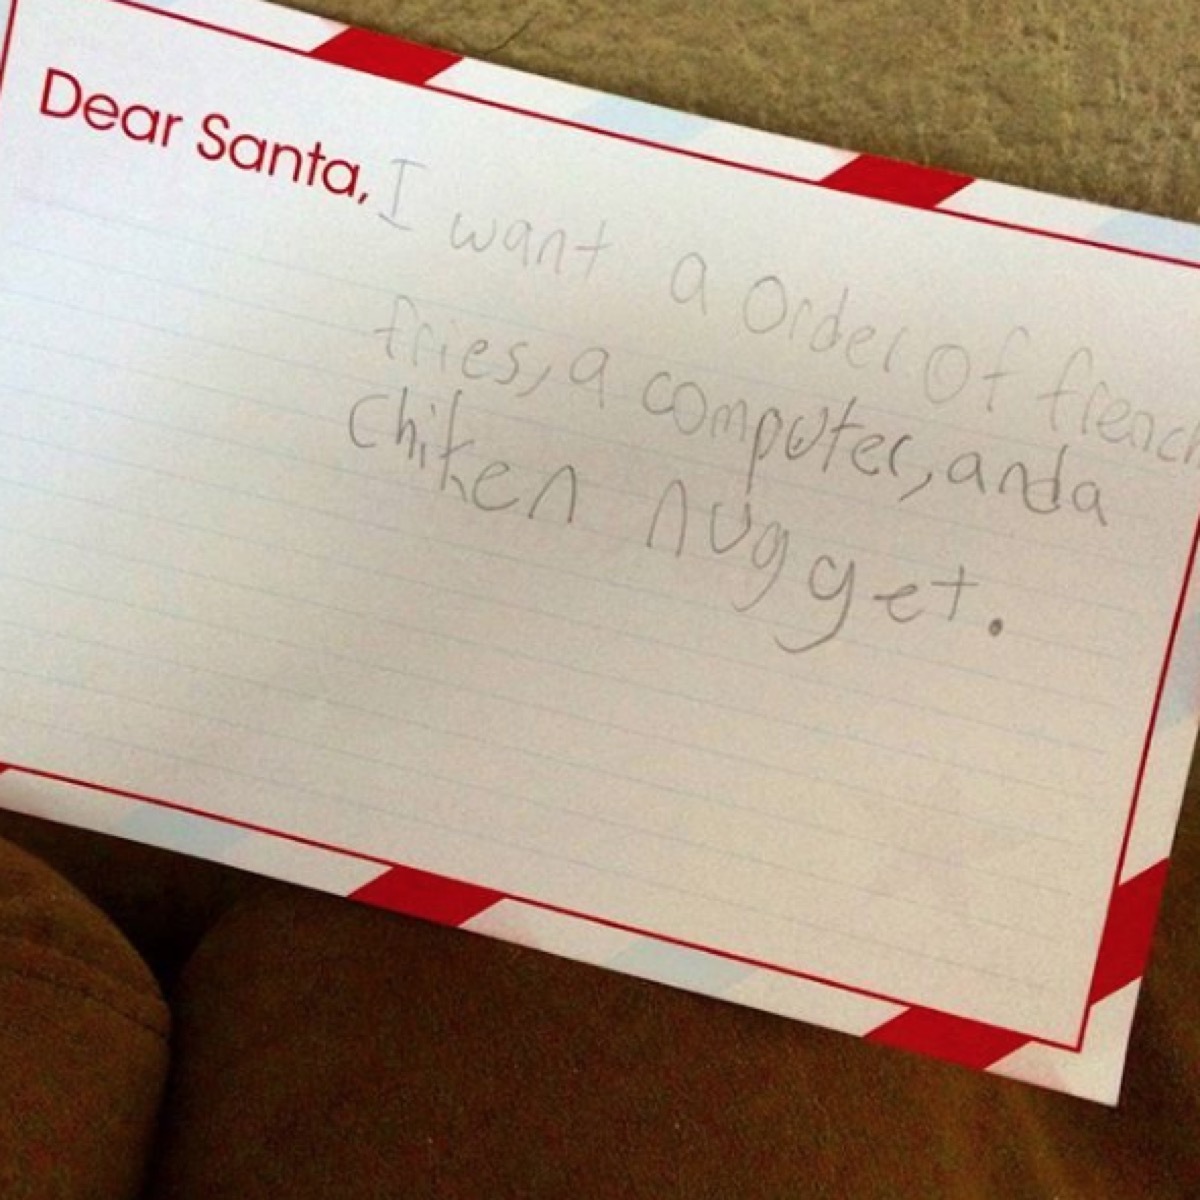 Dear Santa, I want a order of french
fries, a computer, and a
chiken nugget.